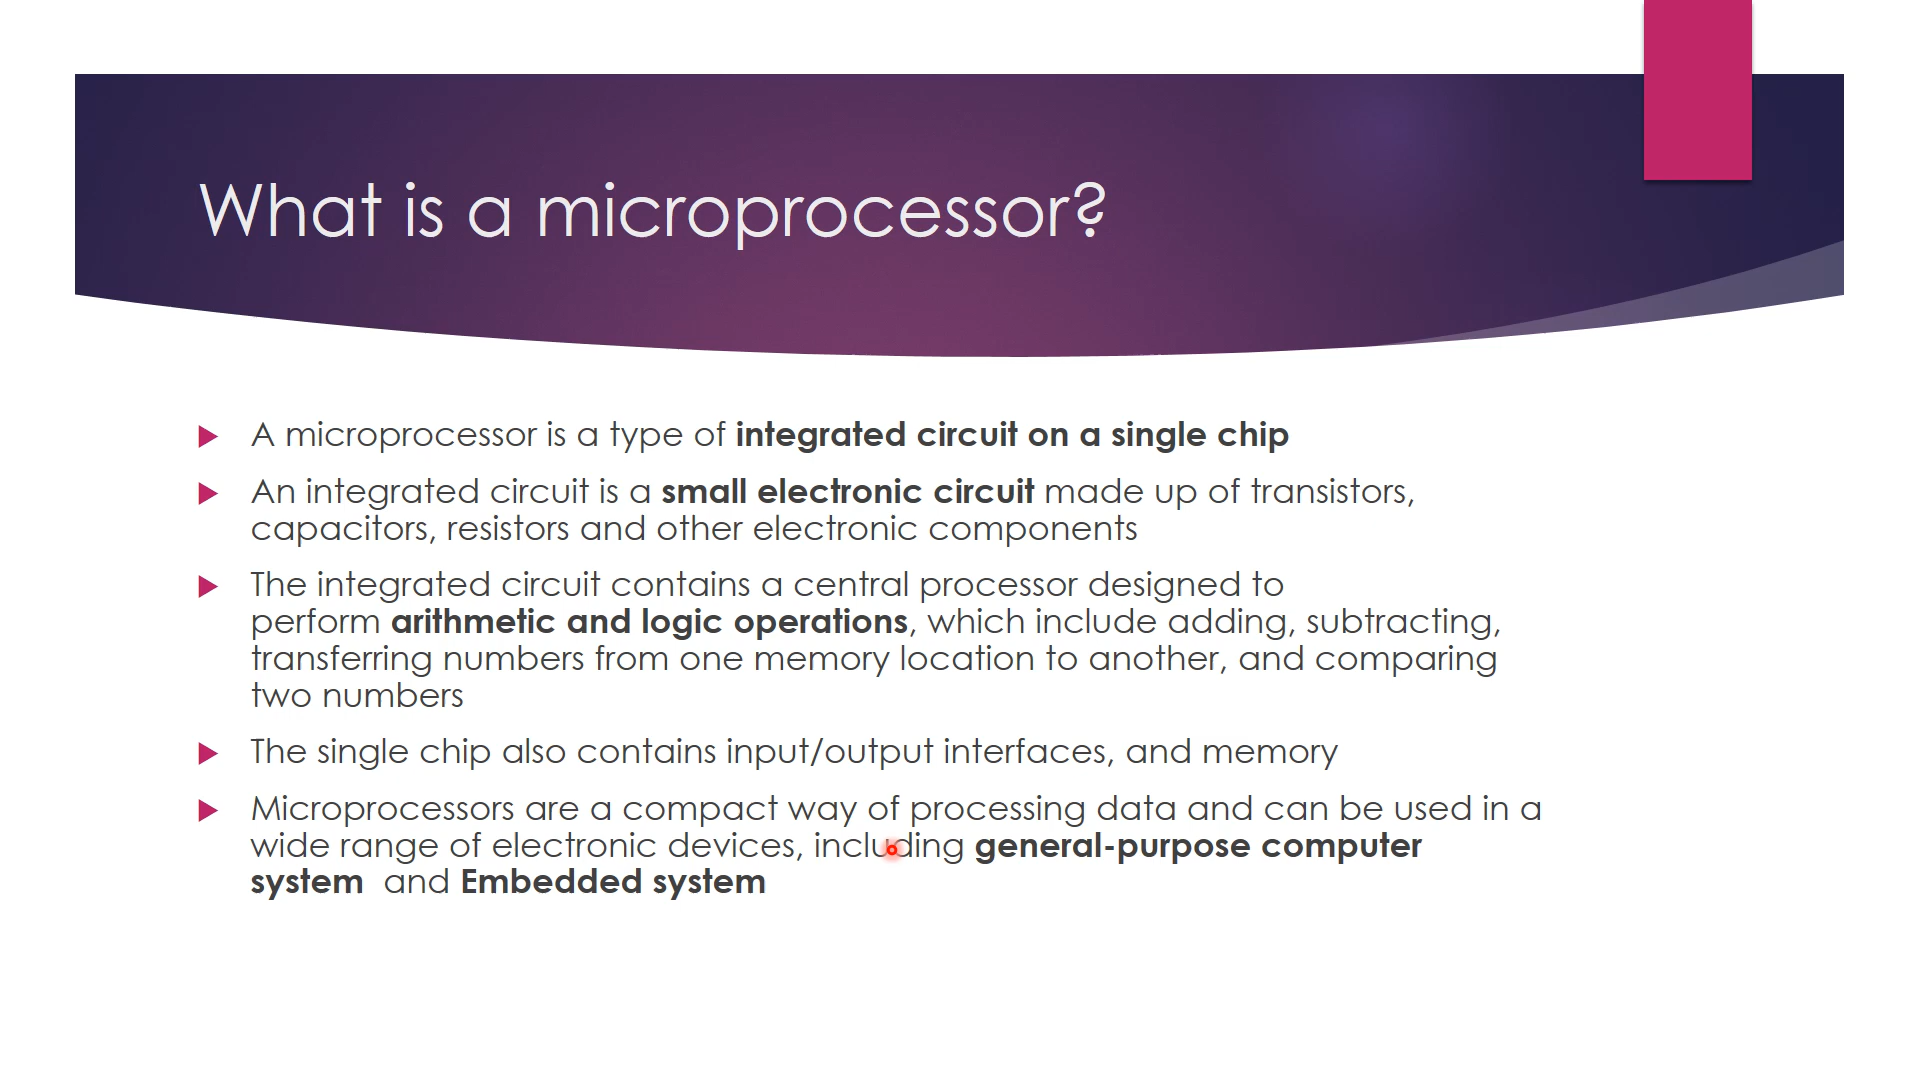 What is a microprocessor?
A microprocessor is a type of integrated circuit on a single chip
An integrated circuit is a small electronic circuit made up of transistors,
capacitors, resistors and other electronic components
The integrated circuit contains a central processor designed to
perform arithmetic and logic operations, which include adding, subtracting,
transferring numbers from one memory location to another, and comparing
two numbers
The single chip also contains input/output interfaces, and memory
Microprocessors are a compact way of processing data and can be used in a
wide range of electronic devices, including general-purpose computer
system and Embedded system